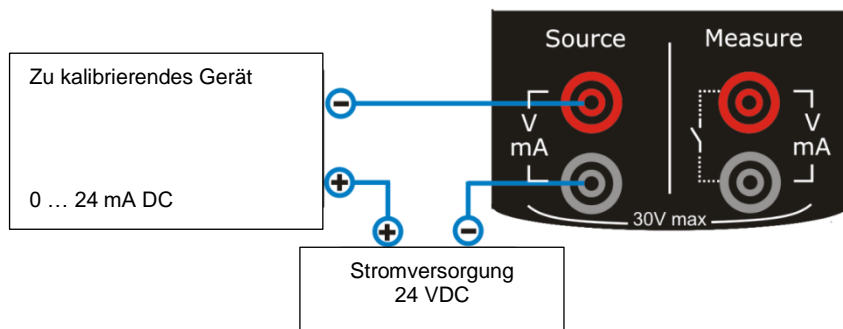 Source Measure
Zu kalibrierendes Gerät
−
V
mA
V
mA
0 … 24 mA DC
+
30V max
+ −
Stromversorgung
24 VDC